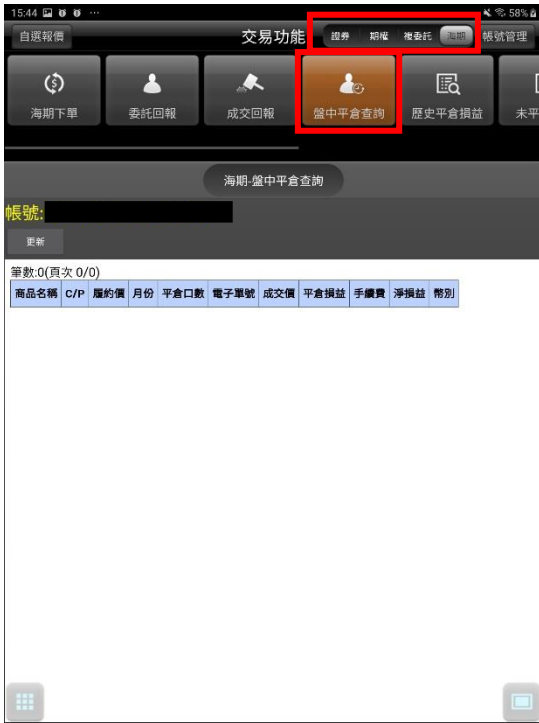 15:44 … 58%
自選報價 交易功能 證券 期權 複委託 海期 帳號管理
海期下單 委託回報 成交回報 盤中平倉查詢 歷史平倉損益 未平
海期-盤中平倉查詢
帳號:
更新
筆數:0(頁次 0/0)
商品名稱 C/P 履約價 月份 平倉口數 電子單號 成交價 平倉損益 手續費 淨損益 幣別